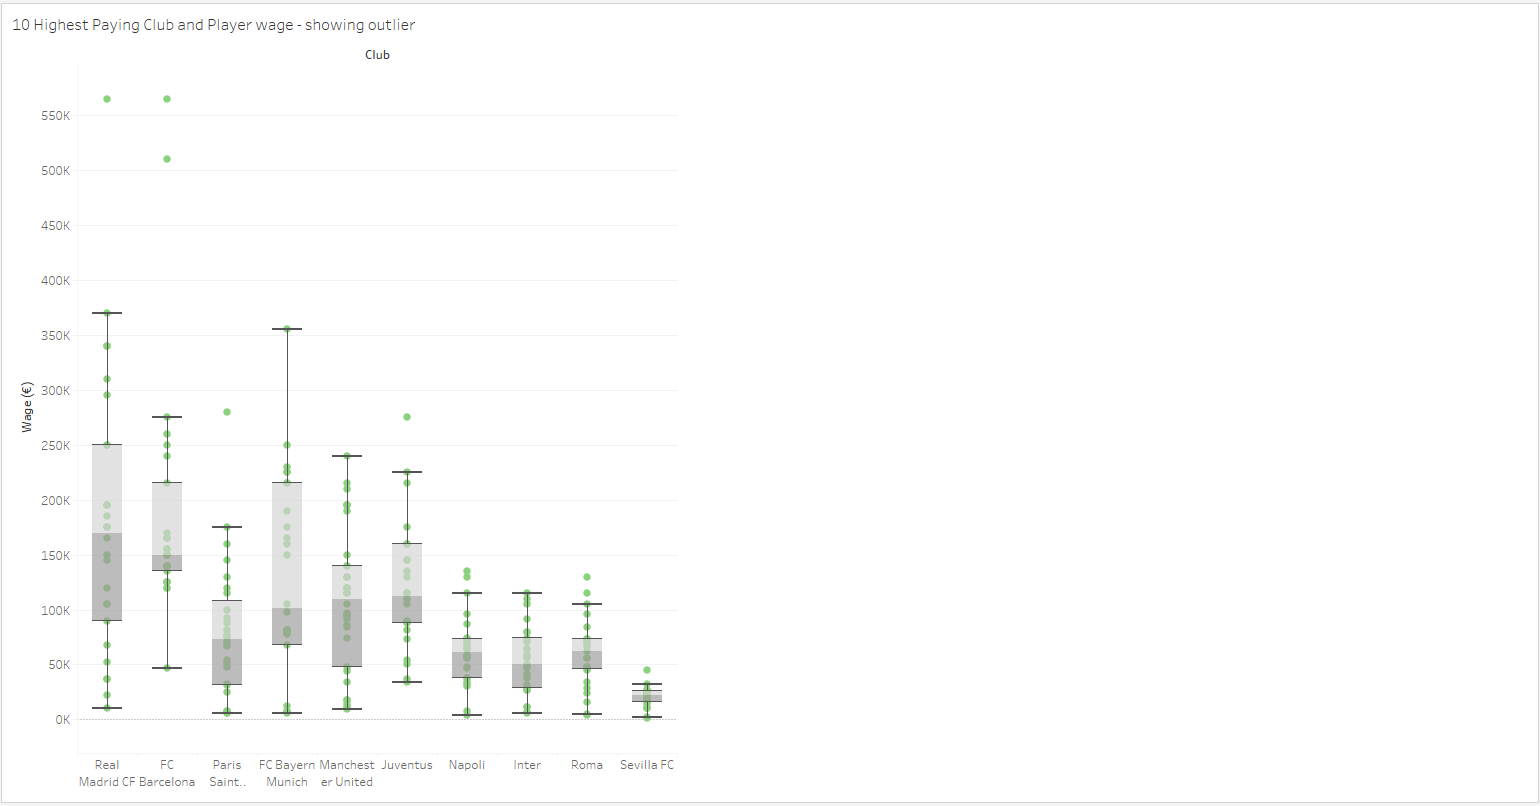 10 Highest Paying Club and Player wage - showing outlier
Club
550K
500K
450K
400K
350K
300K
250K
200K
150K
100K
50K
0K
Wage (€)
Real
Madrid CF
FC
Barcelona
Paris
Saint..
FC Bayern
Munich
Manchest
er United
Juventus
Napoli
Inter
Roma
Sevilla FC